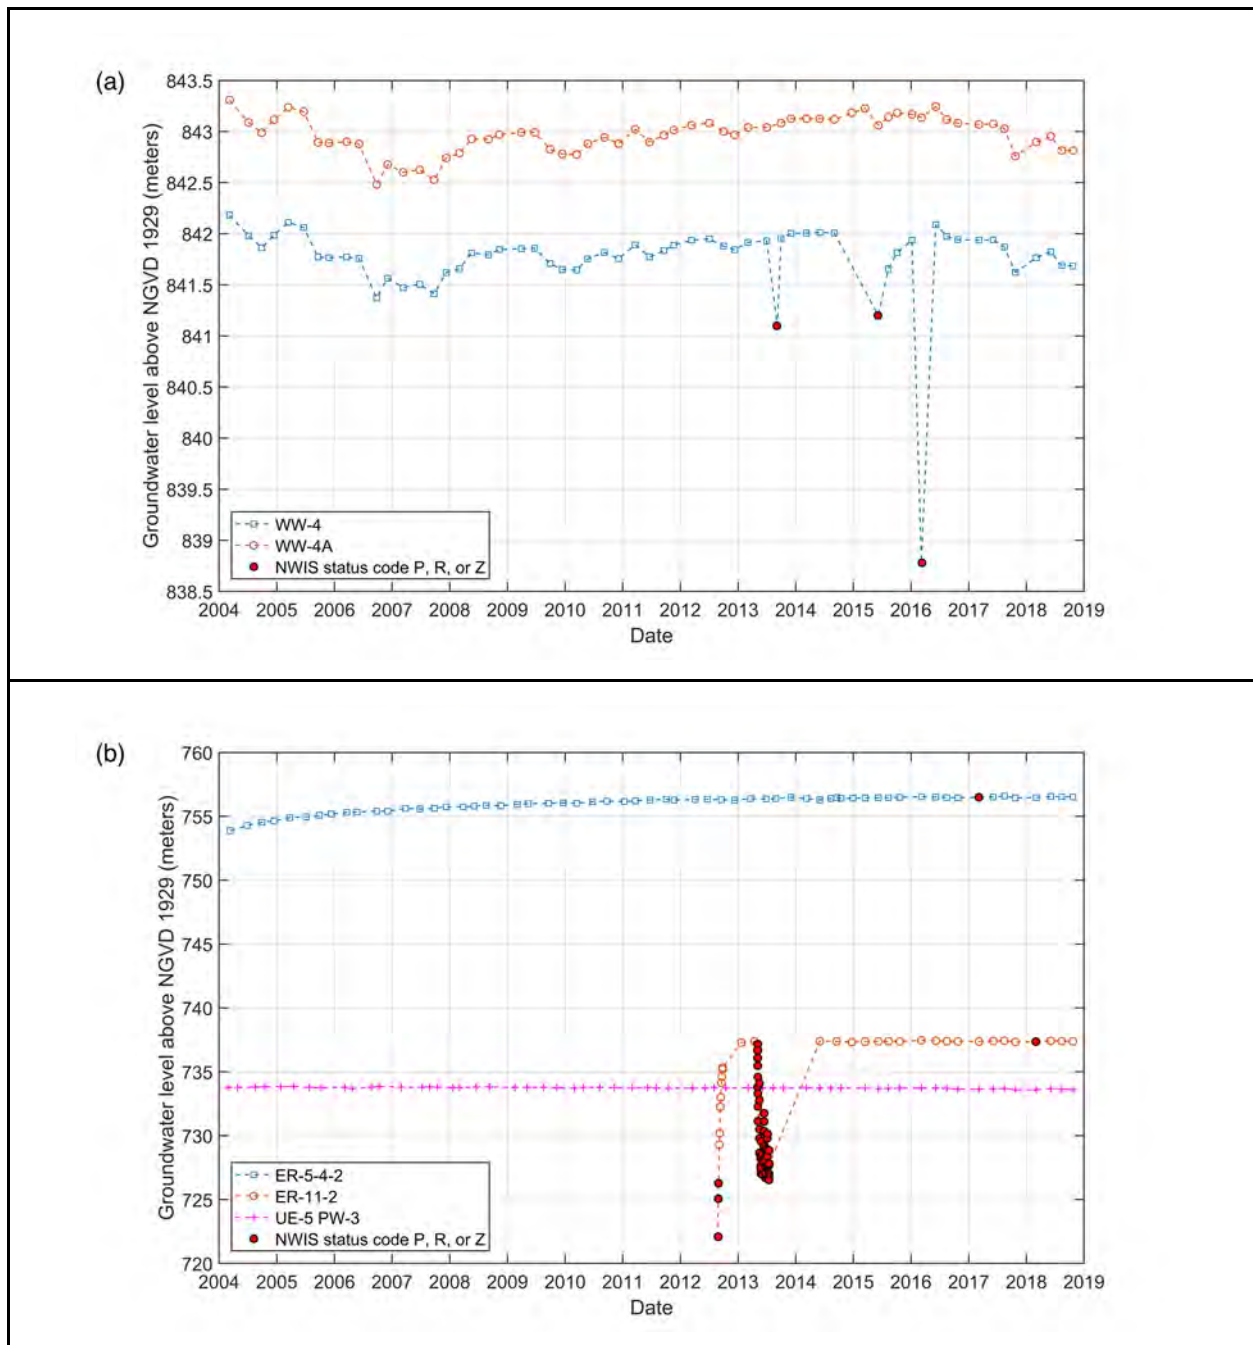 (a)
Groundwater level above NGVD 1929 (meters)
843.5
843
842.5
842
841.5
841
840.5
840
839.5
839
838.5
WW-4
WW-4A
NWIS status code P, R, or Z
2004 2005 2006 2007 2008 2009 2010 2011 2012 2013 2014 2015 2016 2017 2018 2019
Date
(b)
Groundwater level above NGVD 1929 (meters)
760
755
750
745
740
735
730
725
720
ER-5-4-2
ER-11-2
UE-5 PW-3
NWIS status code P, R, or Z
2004 2005 2006 2007 2008 2009 2010 2011 2012 2013 2014 2015 2016 2017 2018 2019
Date